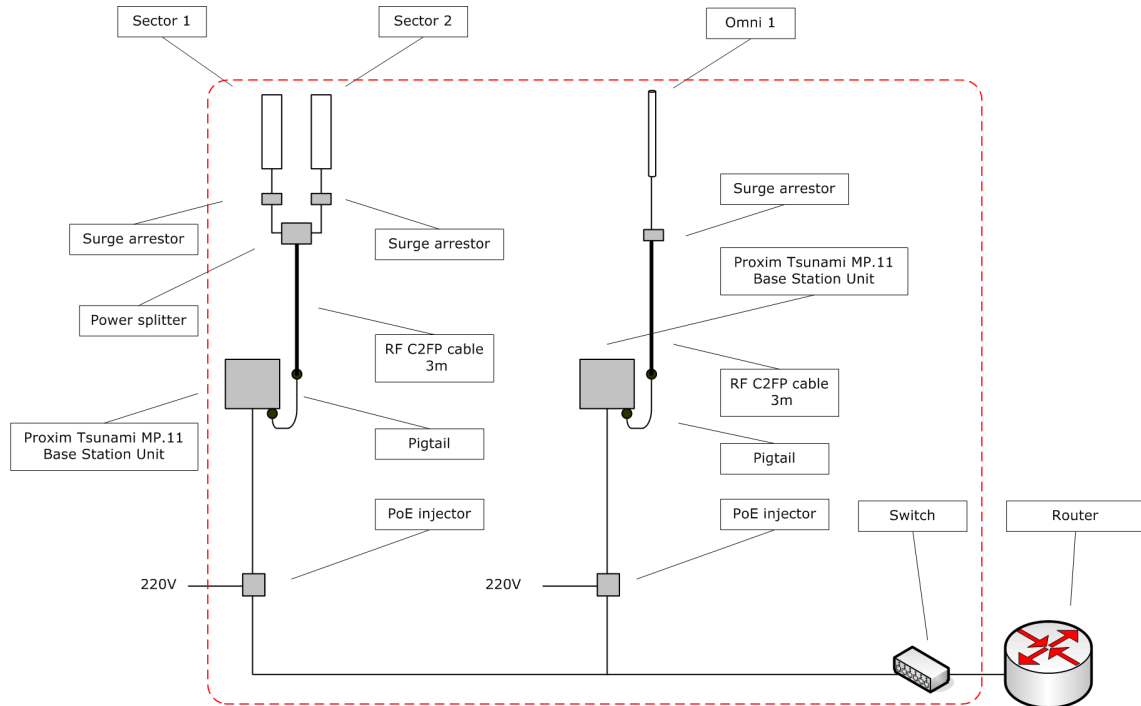 Sector 1
Sector 2
Omni 1
Surge arrestor
Surge arrestor
Surge arrestor
Proxim Tsunami MP.11
Base Station Unit
Power splitter
RF C2FP cable
3m
RF C2FP cable
3m
Proxim Tsunami MP.11
Base Station Unit
Pigtail
Pigtail
PoE injector
PoE injector
Switch
Router
220V
220V